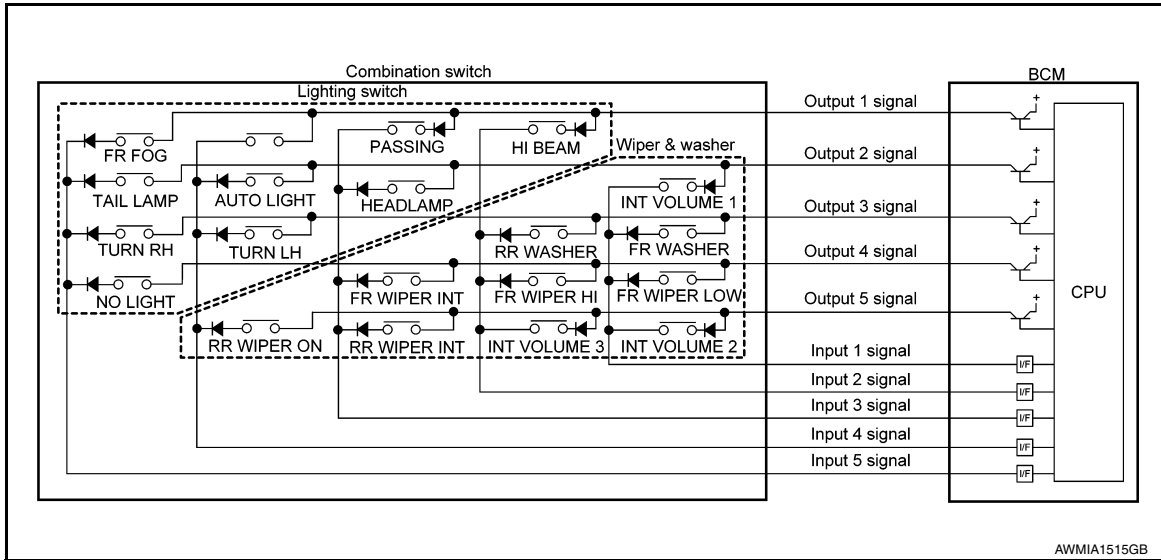 Combination switch
BCM
Lighting switch
Output 1 signal
+
FR FOG
PASSING
HI BEAM
Wiper & washer
Output 2 signal
+
TAIL LAMP
AUTO LIGHT
HEADLAMP
INT VOLUME 1
Output 3 signal
+
TURN RH
TURN LH
RR WASHER
FR WASHER
Output 4 signal
+
NO LIGHT
FR WIPER INT
FR WIPER HI
FR WIPER LOW
CPU
Output 5 signal
+
RR WIPER ON
RR WIPER INT
INT VOLUME 3
INT VOLUME 2
Input 1 signal
I/F
Input 2 signal
I/F
Input 3 signal
I/F
Input 4 signal
I/F
Input 5 signal
I/F
AWMIA1515GB